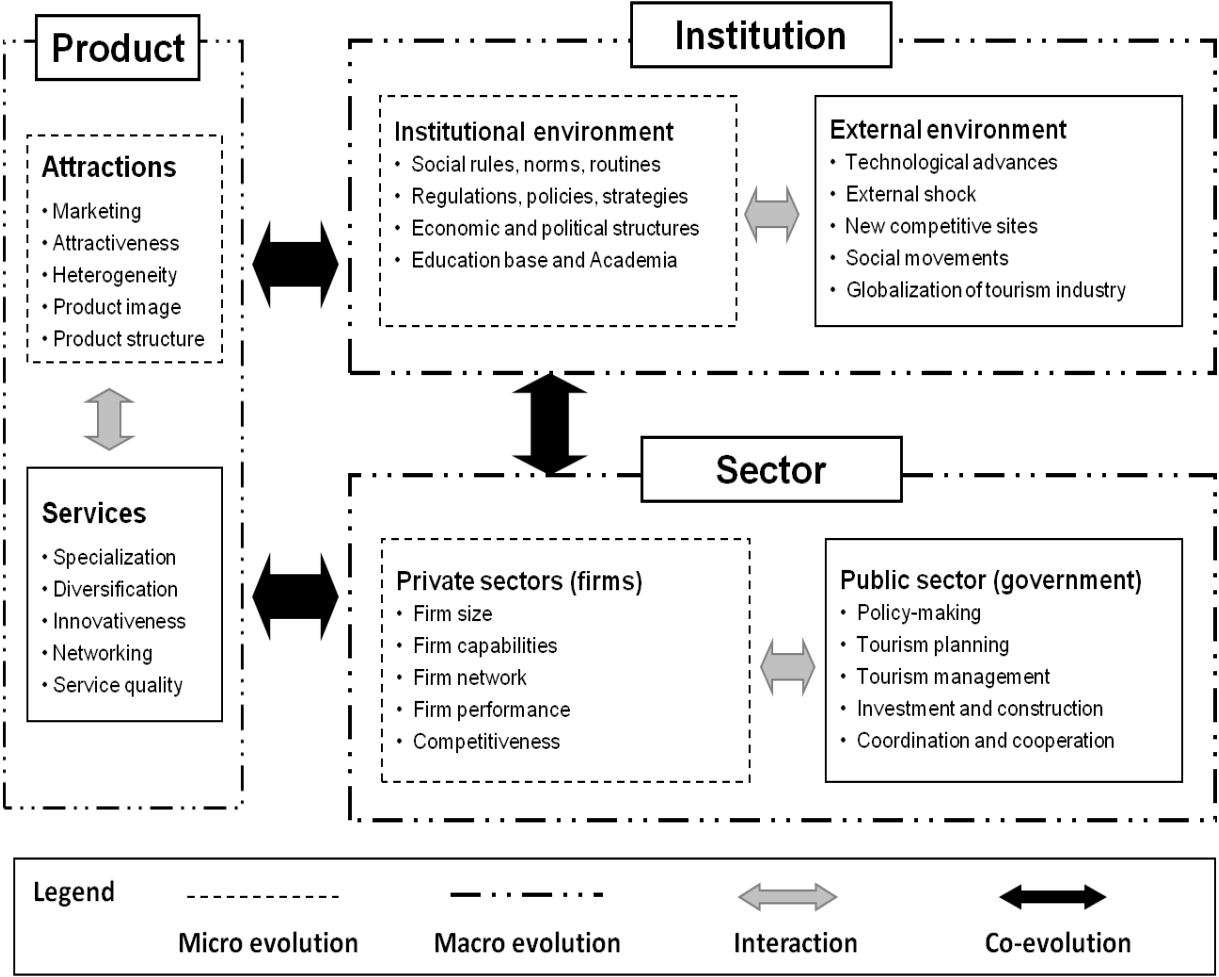 Product
Attractions
• Marketing
• Attractiveness
• Heterogeneity
• Product image
• Product structure
Services
• Specialization
• Diversification
• Innovativeness
• Networking
• Service quality
Institution
Institutional environment
• Social rules, norms, routines
• Regulations, policies, strategies
• Economic and political structures
• Education base and Academia
External environment
• Technological advances
• External shock
• New competitive sites
• Social movements
• Globalization of tourism industry
Sector
Private sectors (firms)
• Firm size
• Firm capabilities
• Firm network
• Firm performance
• Competitiveness
Public sector (government)
• Policy-making
• Tourism planning
• Tourism management
• Investment and construction
• Coordination and cooperation
Legend
Micro evolution
Macro evolution
Interaction
Co-evolution